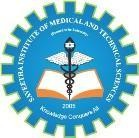 SAVEETHA INSTITUTE OF MEDICAL AND TECHNICAL SCIENCES
2005
Knowledge Conquers All